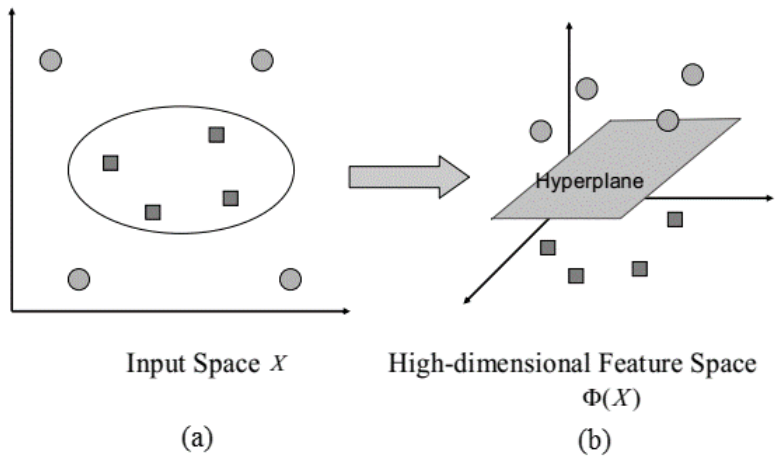 Hyperplane
Input Space X
High-dimensional Feature Space
Φ(X)
(a)
(b)